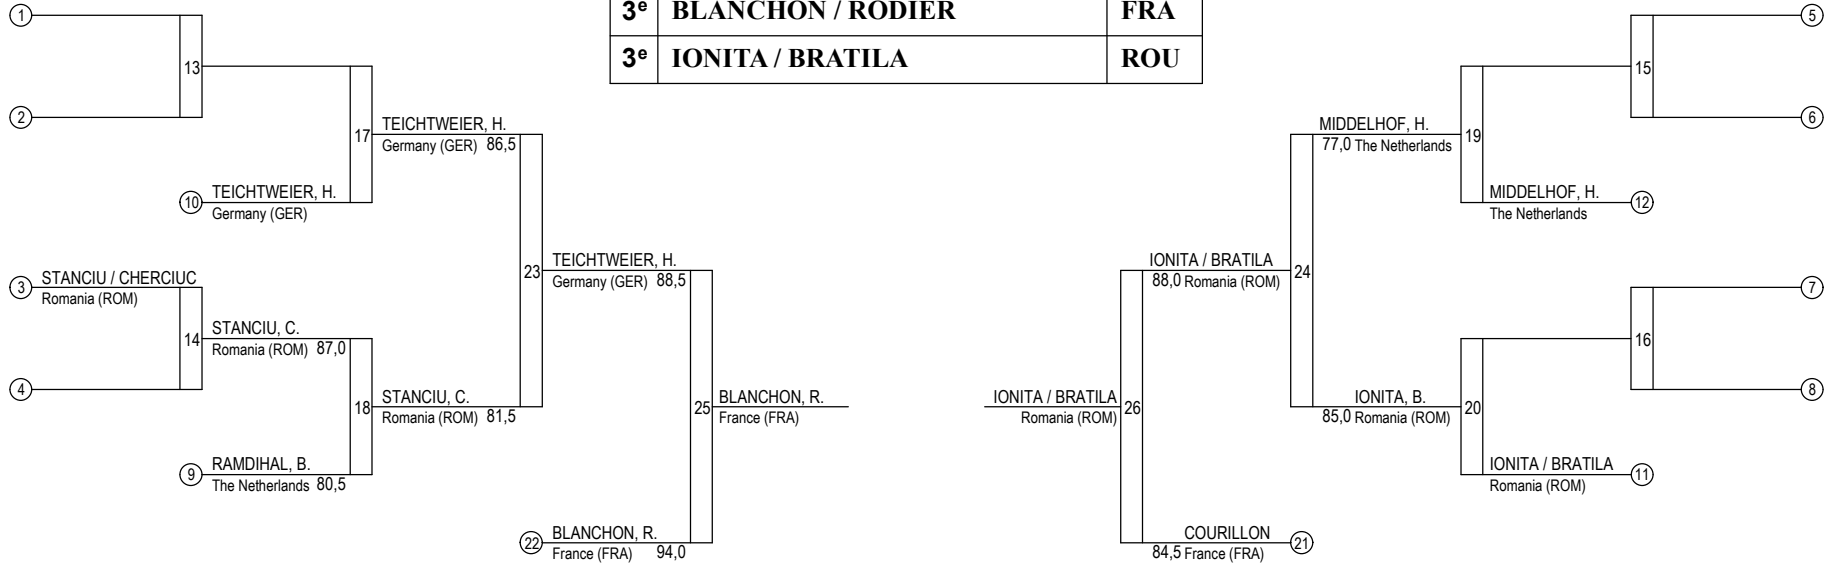 3e BLANCHON / RODIER FRA
3e IONITA / BRATILA ROU
1
13
2
17
TEICHTWEIER, H.
Germany (GER) 86,5
10 TEICHTWEIER, H.
Germany (GER)
3 STANCIU / CHERCIUC
Romania (ROM)
14
STANCIU, C.
Romania (ROM) 87,0
4
18
STANCIU, C.
Romania (ROM) 81,5
9 RAMDIHAL, B.
The Netherlands 80,5
23
TEICHTWEIER, H.
Germany (GER) 88,5
25
BLANCHON, R.
France (FRA)
22 BLANCHON, R.
France (FRA) 94,0
5
15
6
MIDDELHOF, H.
77,0 The Netherlands
19
MIDDELHOF, H.
The Netherlands
12
IONITA / BRATILA
88,0 Romania (ROM)
24
7
16
8
IONITA / BRATILA
Romania (ROM)
26
IONITA, B.
85,0 Romania (ROM)
20
IONITA / BRATILA
Romania (ROM)
11
COURILLON
84,5 France (FRA)
21